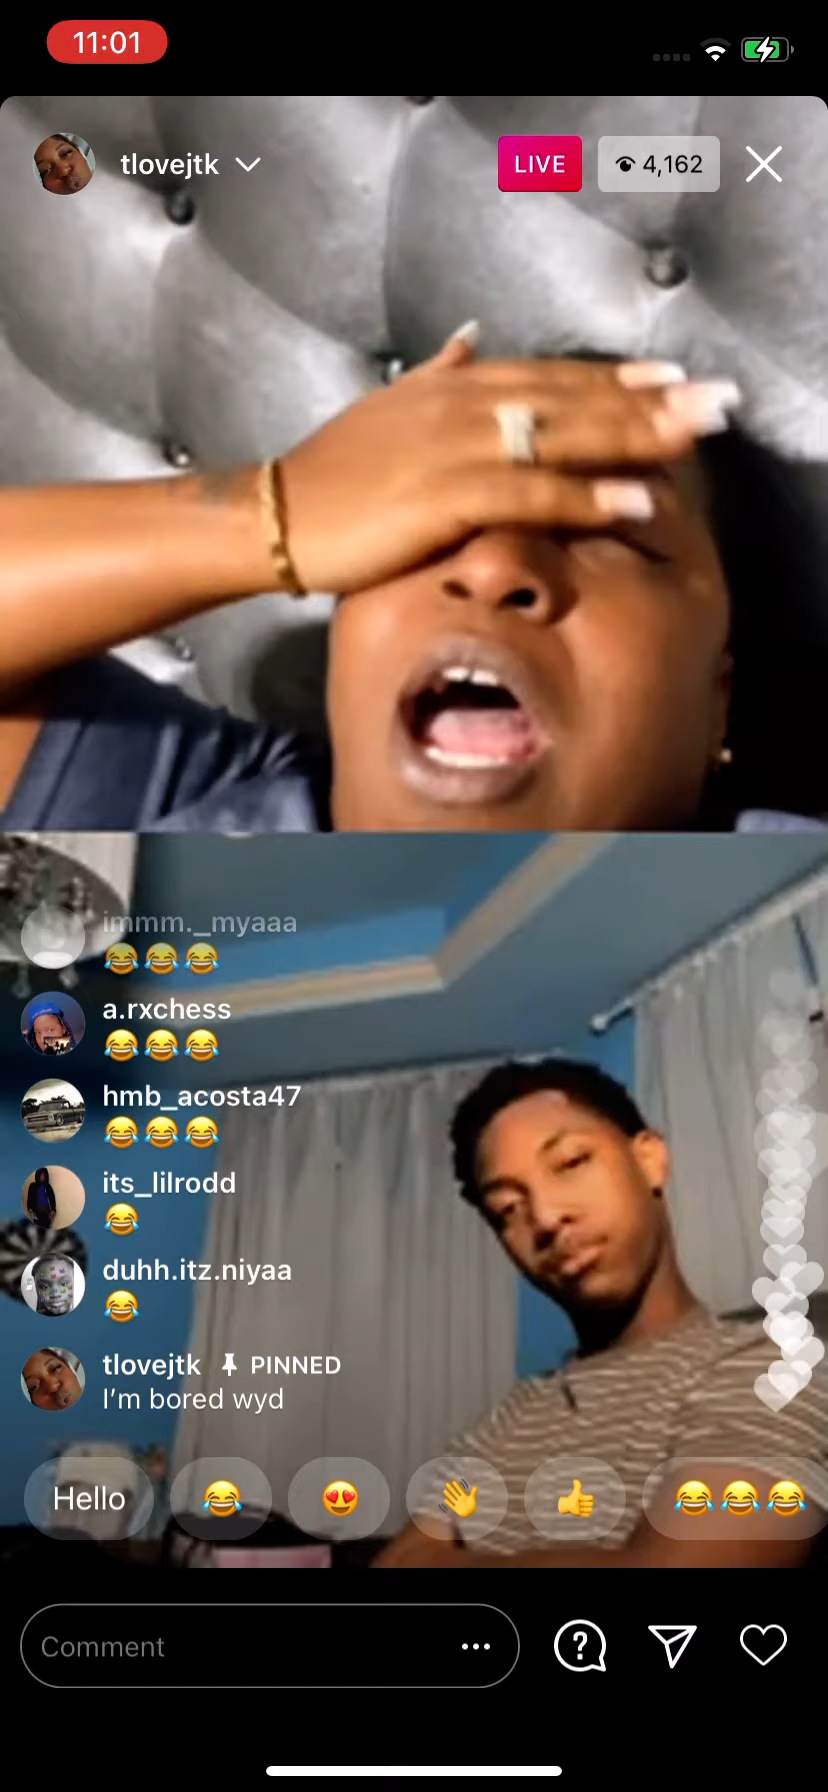 11:01
tlovejtk
LIVE
4,162
immm._myaaa
😂😂😂
a.rxchess
😂😂😂
hmb_acosta47
😂😂😂
its_lilrodd
😂
duhh.itz.niyaa
😂
tlovejtk PINNED
I'm bored wyd
Hello 😂 😍 👋 👍 😂😂😂
Comment